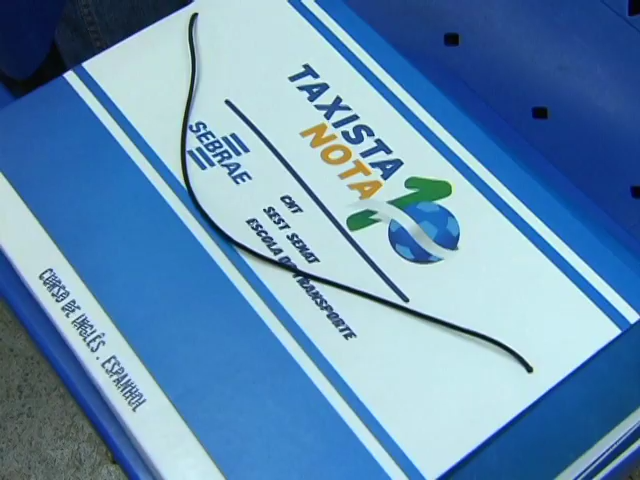 TAXISTA
NOTA
10
SEBRAE
CNT
SEST SENAT
ESCOLA DO TRANSPORTE
CURSO DE INGLÊS . ESPANHOL